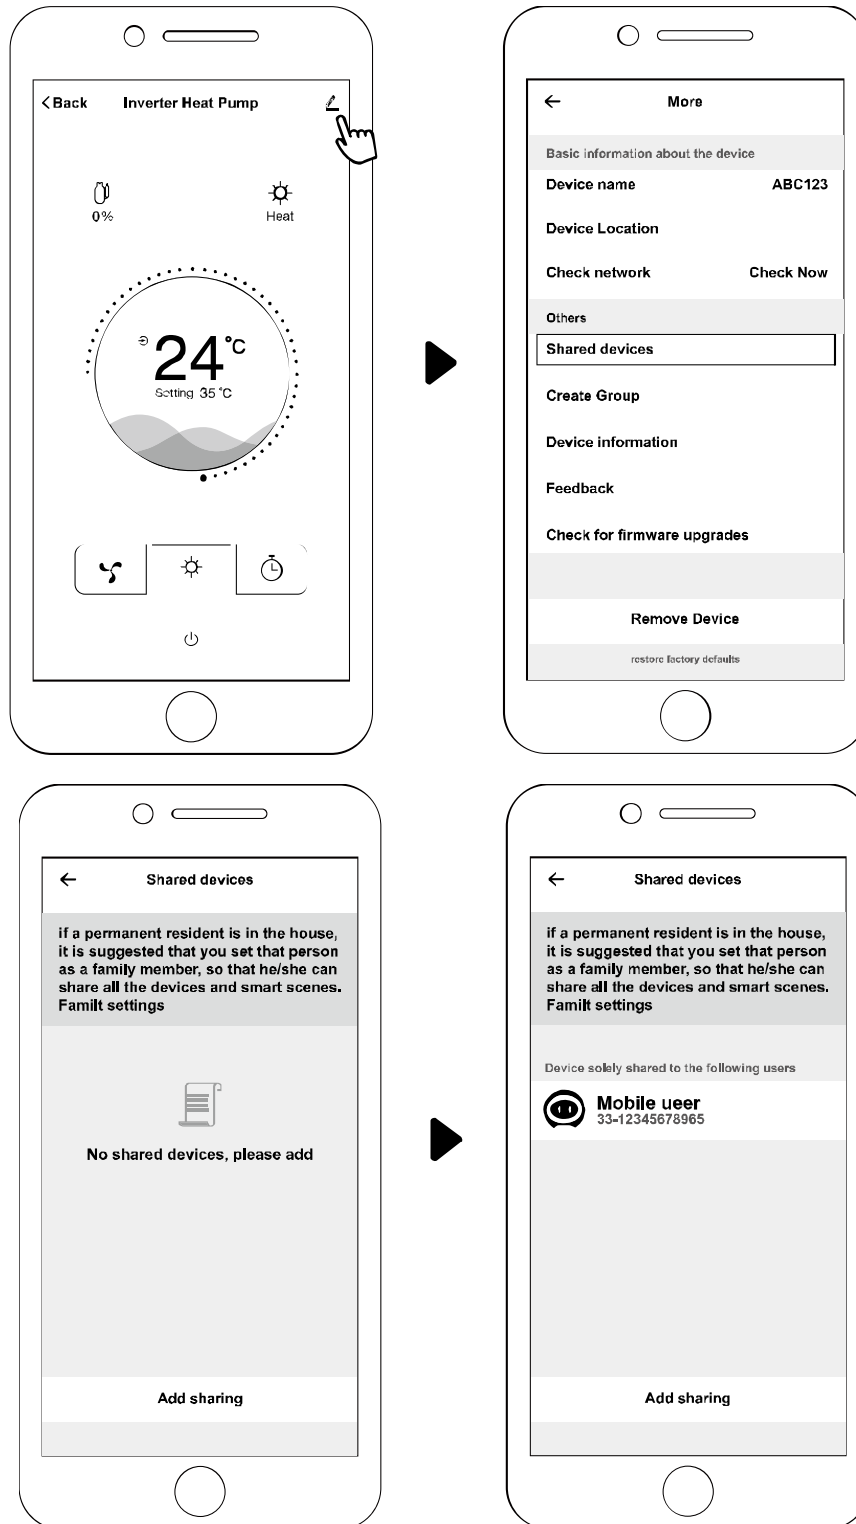 <Back Inverter Heat Pump
0% Heat
24°C
Setting 35 °C
More
Basic information about the device
Device name ABC123
Device Location
Check network Check Now
Others
Shared devices
Create Group
Device information
Feedback
Check for firmware upgrades
Remove Device
restore factory defaults
Shared devices
if a permanent resident is in the house,
it is suggested that you set that person
as a family member, so that he/she can
share all the devices and smart scenes.
Familt settings
No shared devices, please add
Add sharing
Shared devices
if a permanent resident is in the house,
it is suggested that you set that person
as a family member, so that he/she can
share all the devices and smart scenes.
Familt settings
Device solely shared to the following users
Mobile ueer
33-12345678965
Add sharing